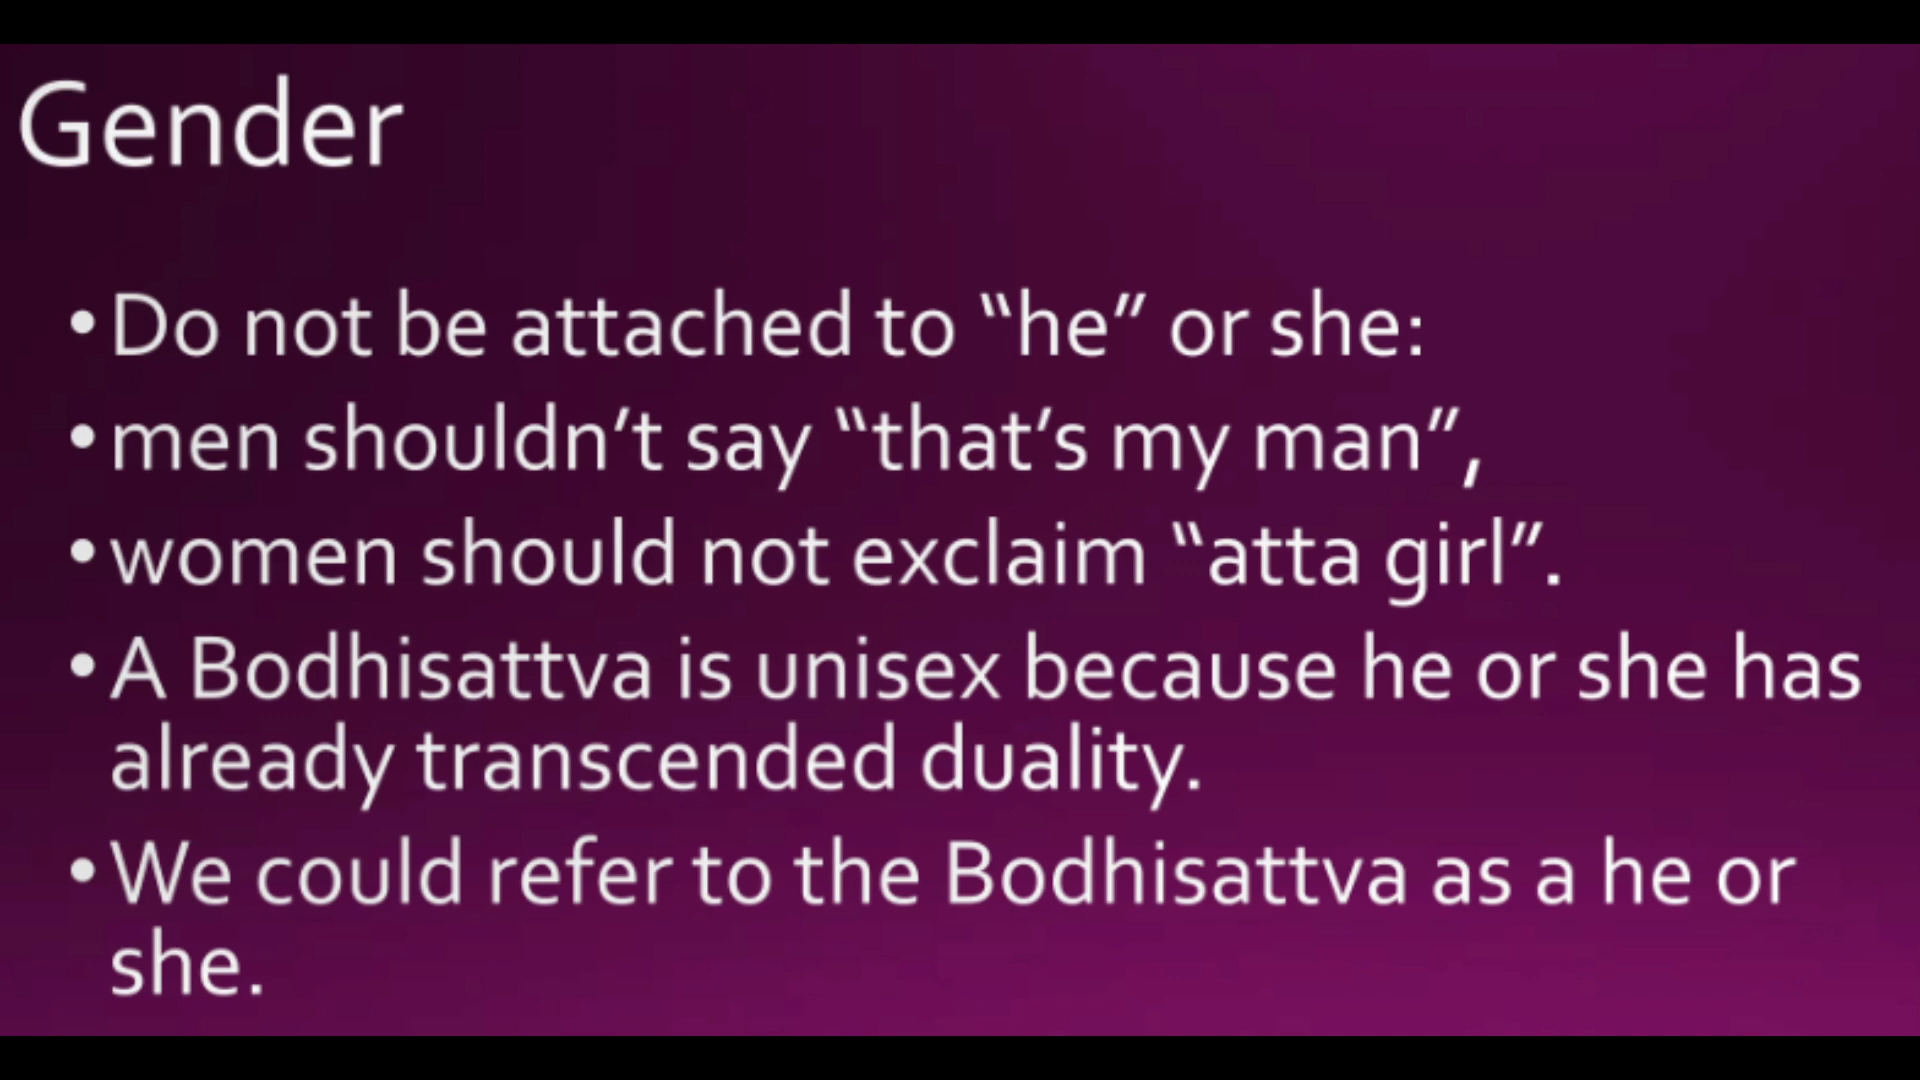 Gender
• Do not be attached to “he” or she:
• men shouldn’t say “that’s my man”,
• women should not exclaim “atta girl”.
• A Bodhisattva is unisex because he or she has
already transcended duality.
• We could refer to the Bodhisattva as a he or
she.